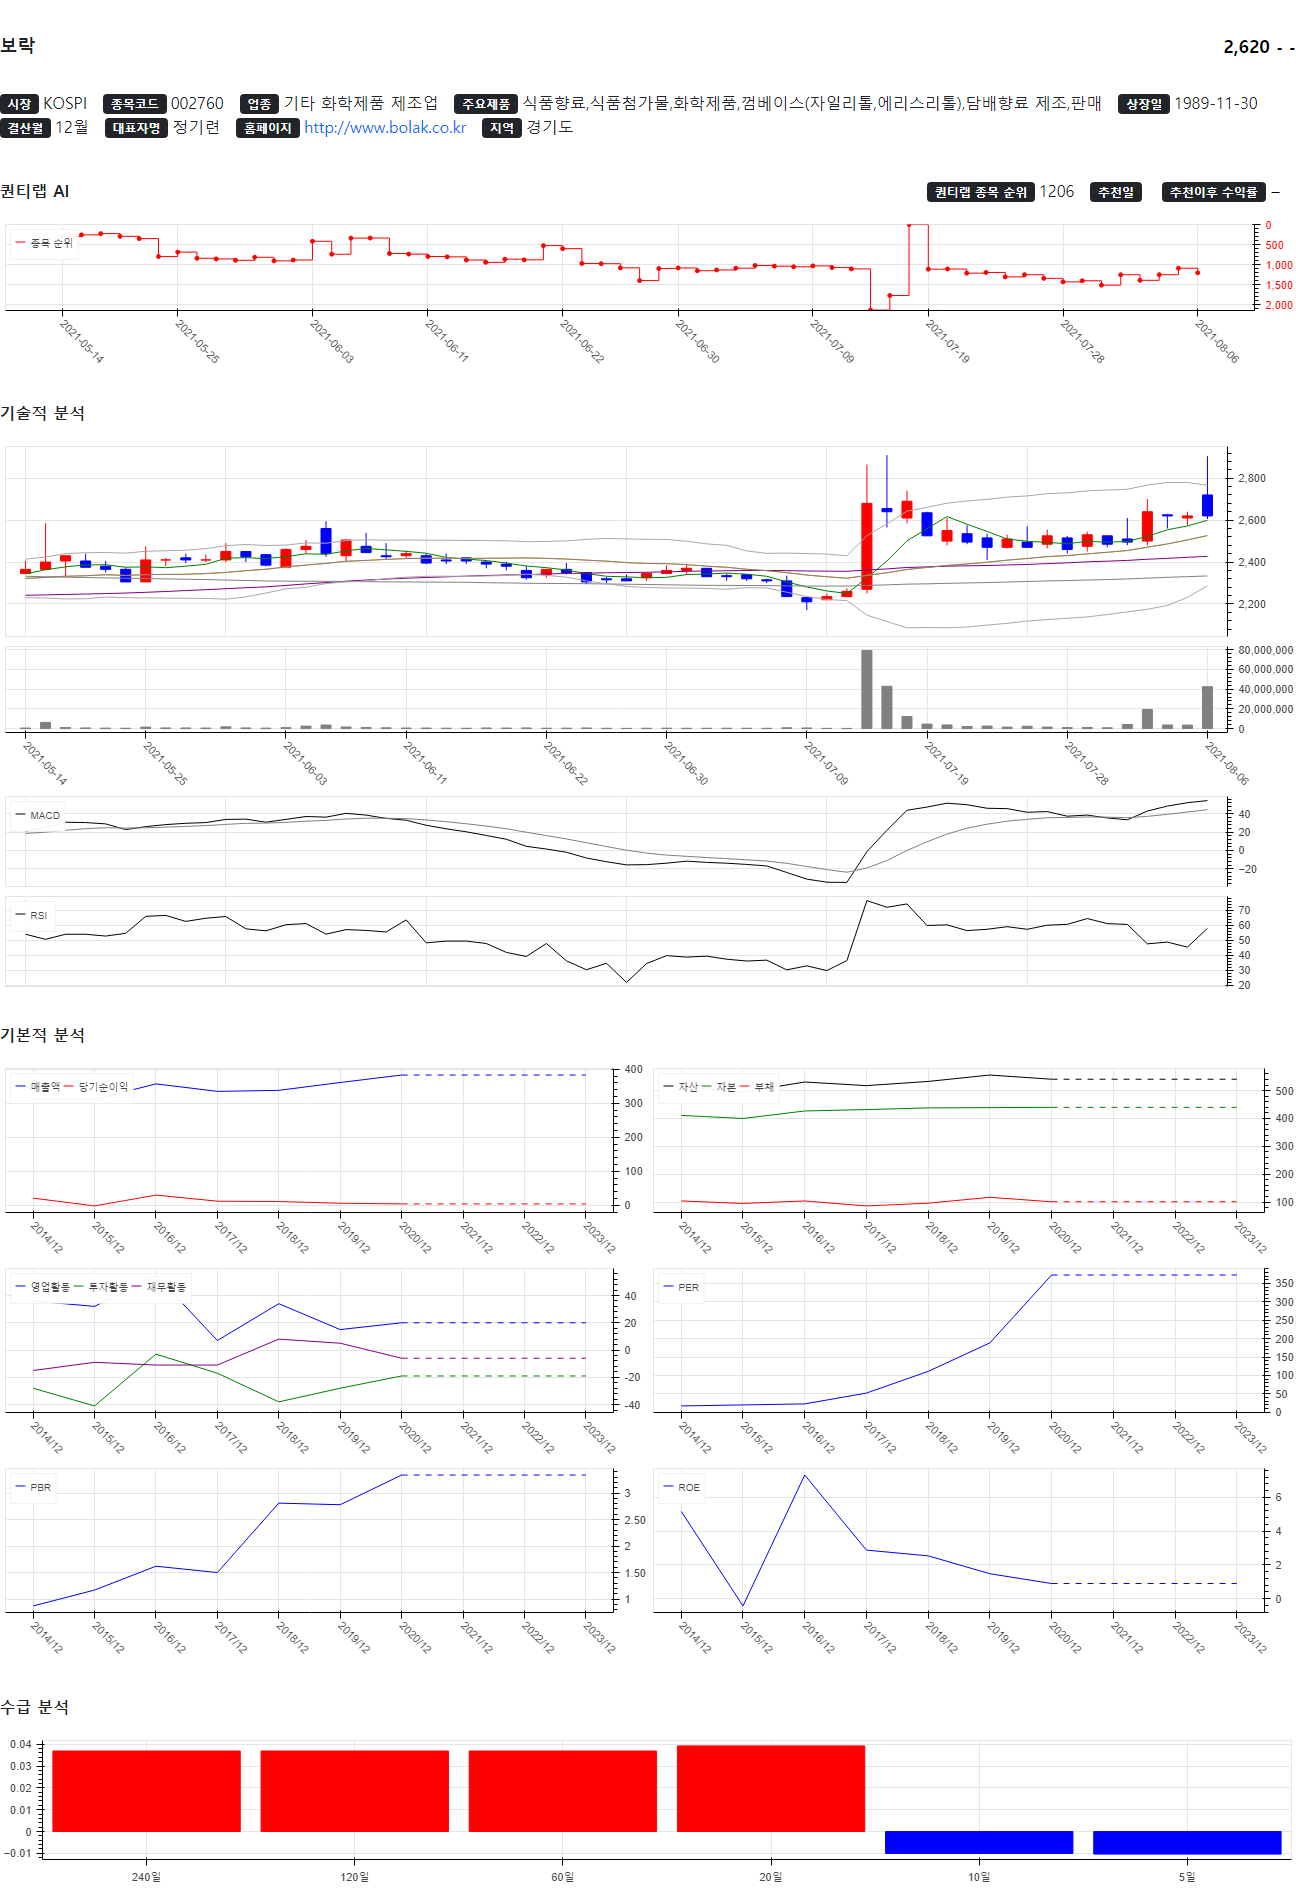 보락 2,620 - -
시장 KOSPI 종목코드 002760 업종 기타 화학제품 제조업 주요제품 식품향료,식품첨가물,화학제품,껌베이스(자일리톨,에리스리톨),담배향료 제조,판매 상장일 1989-11-30
결산월 12월 대표자명 정기련 홈페이지 http://www.bolak.co.kr 지역 경기도
퀀티랩 AI 퀀티랩 종목 순위 1206 추천일 추천이후 수익률 –
종목 순위
0
500
1,000
1,500
2,000
2021-05-14 2021-05-25 2021-06-03 2021-06-11 2021-06-22 2021-06-30 2021-07-09 2021-07-19 2021-07-28 2021-08-06
기술적 분석
2,800
2,600
2,400
2,200
80,000,000
60,000,000
40,000,000
20,000,000
0
2021-05-14 2021-05-25 2021-06-03 2021-06-11 2021-06-22 2021-06-30 2021-07-09 2021-07-19 2021-07-28 2021-08-06
MACD
40
20
0
−20
RSI
70
60
50
40
30
20
기본적 분석
매출액 당기순이익
400
300
200
100
0
2014/12 2015/12 2016/12 2017/12 2018/12 2019/12 2020/12 2021/12 2022/12 2023/12
자산 자본 부채
500
400
300
200
100
2014/12 2015/12 2016/12 2017/12 2018/12 2019/12 2020/12 2021/12 2022/12 2023/12
영업활동 투자활동 재무활동
40
20
0
-20
-40
2014/12 2015/12 2016/12 2017/12 2018/12 2019/12 2020/12 2021/12 2022/12 2023/12
PER
350
300
250
200
150
100
50
0
2014/12 2015/12 2016/12 2017/12 2018/12 2019/12 2020/12 2021/12 2022/12 2023/12
PBR
3
2.50
2
1.50
1
2014/12 2015/12 2016/12 2017/12 2018/12 2019/12 2020/12 2021/12 2022/12 2023/12
ROE
6
4
2
0
2014/12 2015/12 2016/12 2017/12 2018/12 2019/12 2020/12 2021/12 2022/12 2023/12
수급 분석
0.04
0.03
0.02
0.01
0
−0.01
240일 120일 60일 20일 10일 5일